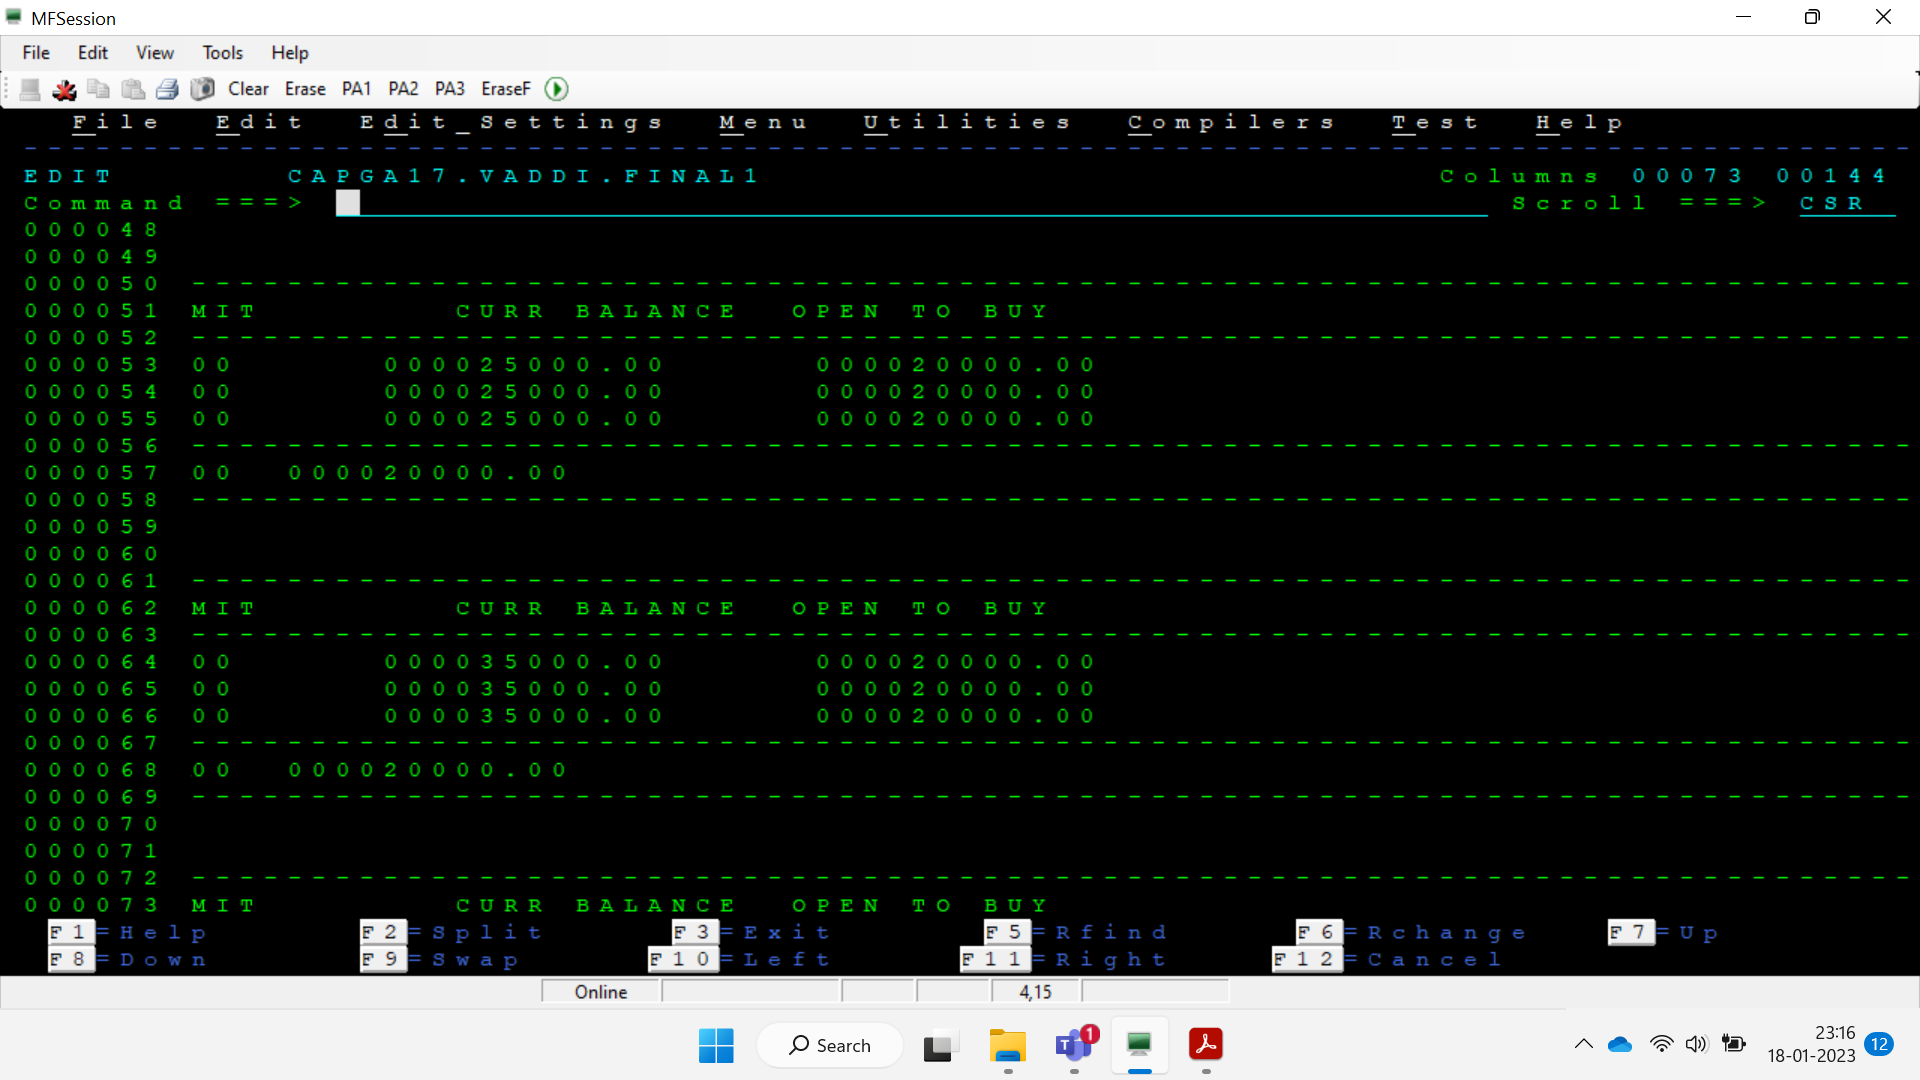 MFSession
File Edit View Tools Help
Clear Erase PA1 PA2 PA3 EraseF
File Edit Edit_Settings Menu Utilities Compilers Test Help
------------------------------------------------------------------------------
EDIT CAPGA17.VADDI.FINAL1 Columns 00073 00144
Command ===> Scroll ===> CSR
000048
000049
000050 ------------------------------------------------------------------------
000051 MIT CURR BALANCE OPEN TO BUY
000052 ------------------------------------------------------------------------
000053 00 000025000.00 000020000.00
000054 00 000025000.00 000020000.00
000055 00 000025000.00 000020000.00
000056 ------------------------------------------------------------------------
000057 00 000020000.00
000058 ------------------------------------------------------------------------
000059
000060
000061 ------------------------------------------------------------------------
000062 MIT CURR BALANCE OPEN TO BUY
000063 ------------------------------------------------------------------------
000064 00 000035000.00 000020000.00
000065 00 000035000.00 000020000.00
000066 00 000035000.00 000020000.00
000067 ------------------------------------------------------------------------
000068 00 000020000.00
000069 ------------------------------------------------------------------------
000070
000071
000072 ------------------------------------------------------------------------
000073 MIT CURR BALANCE OPEN TO BUY
F1=Help F2=Split F3=Exit F5=Rfind F6=Rchange F7=Up
F8=Down F9=Swap F10=Left F11=Right F12=Cancel
Online 4,15
Search 1 23:16 12
18-01-2023